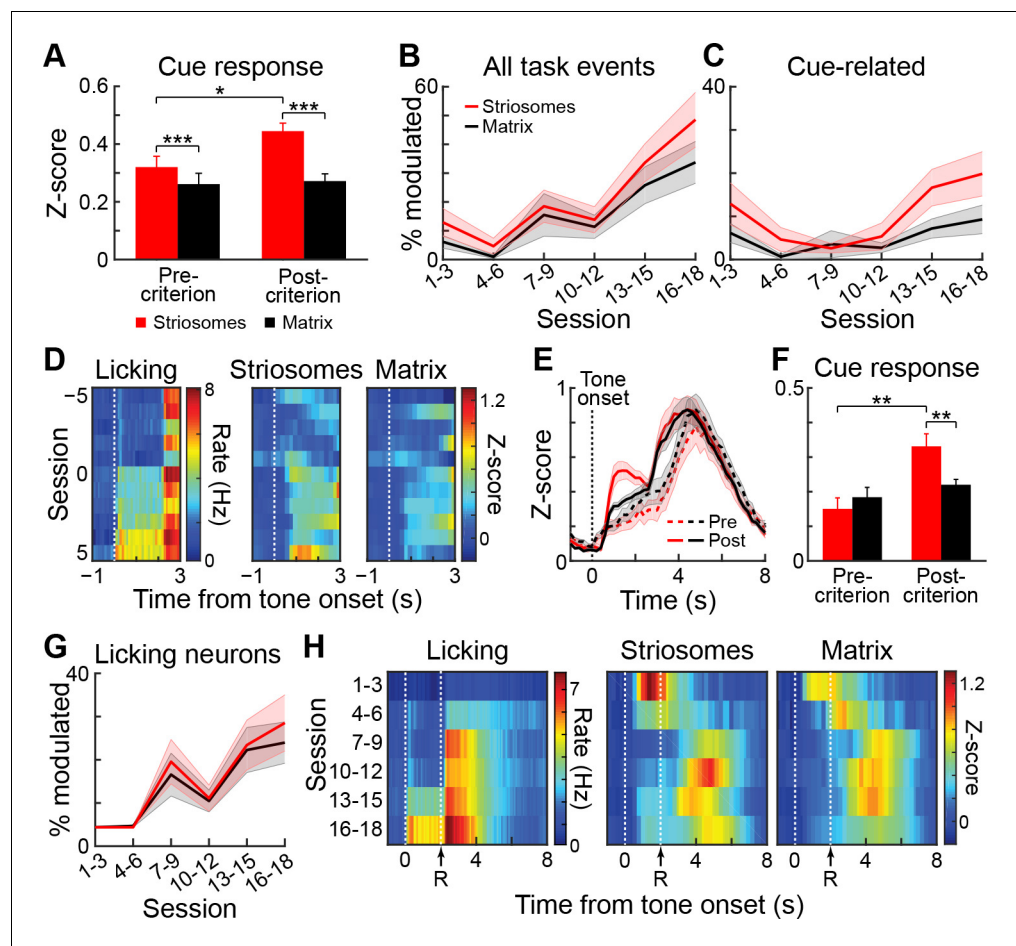 A
Cue response
Z-score
0.6
0.4
0.2
0
*
***
***
Pre-
criterion
Post-
criterion
Striosomes
Matrix
B
All task events
% modulated
60
0
Striosomes
Matrix
1-3
4-6
7-9
10-12
13-15
16-18
Session
C
Cue-related
40
0
1-3
4-6
7-9
10-12
13-15
16-18
Session
D
Licking
Striosomes
Matrix
Session
−5
0
5
8
Rate (Hz)
0
1.2
Z-score
0
−1
3
−1
3
−1
3
Time from tone onset (s)
E
Tone
onset
Z-score
1
0
Pre
Post
0
4
8
Time (s)
F
Cue response
0.5
0
**
**
Pre-
criterion
Post-
criterion
G
Licking neurons
% modulated
40
0
1-3
4-6
7-9
10-12
13-15
16-18
Session
H
Licking
Striosomes
Matrix
Session
1-3
4-6
7-9
10-12
13-15
16-18
7
Rate (Hz)
0
1.2
Z-score
0
0
4
8
0
4
8
0
4
8
R
R
R
Time from tone onset (s)